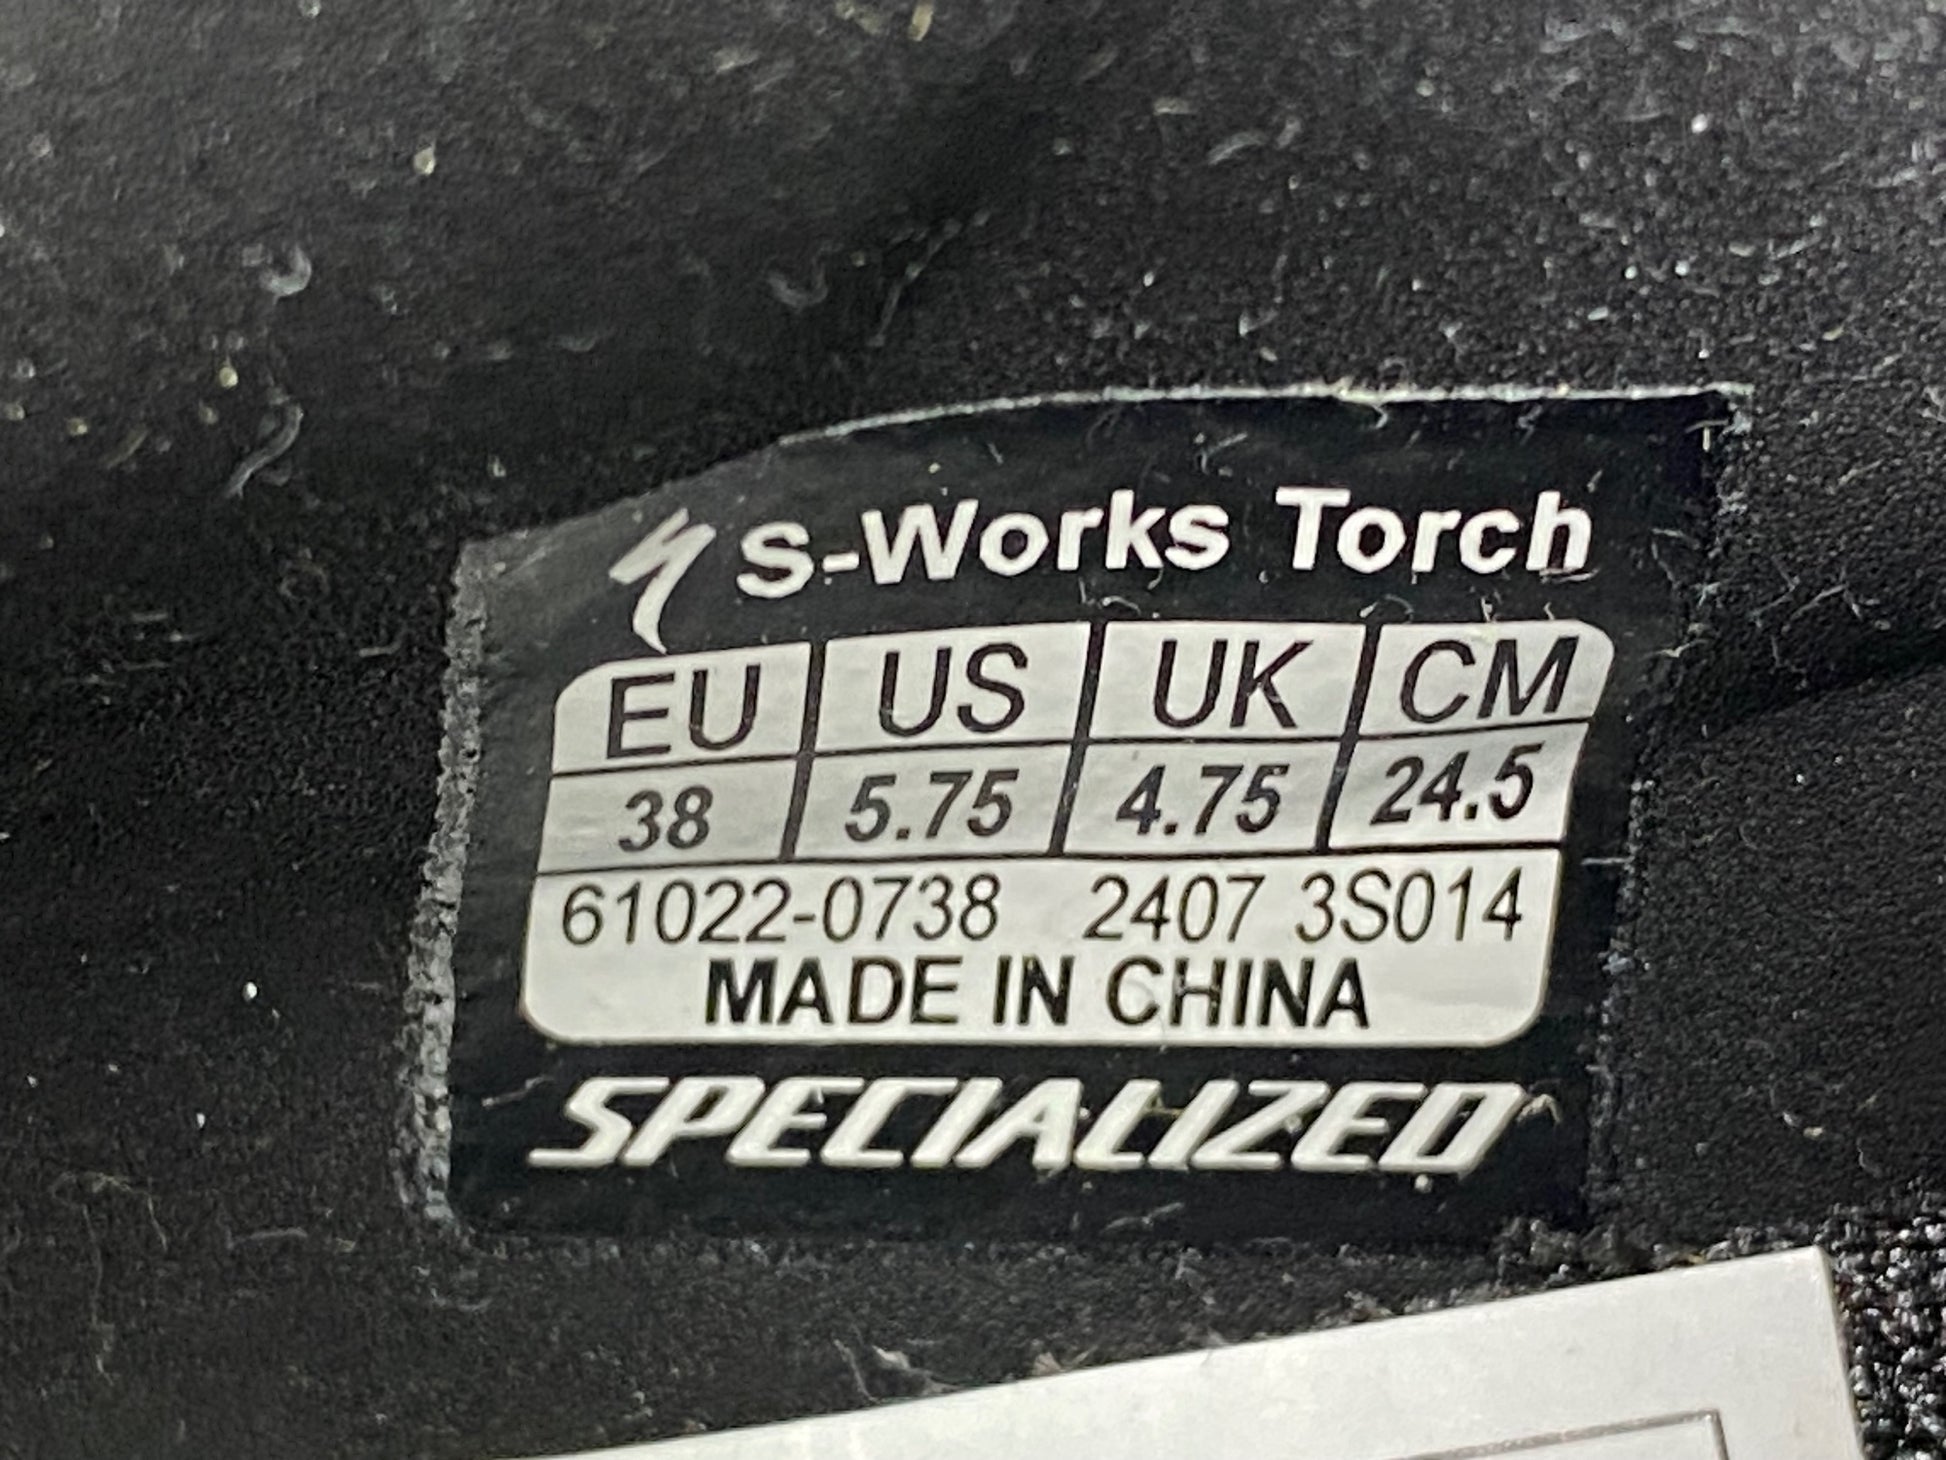 S-Works Torch
EU US UK CM
38 5.75 4.75 24.5
61022-0738 2407 3S014
MADE IN CHINA
SPECIALIZED